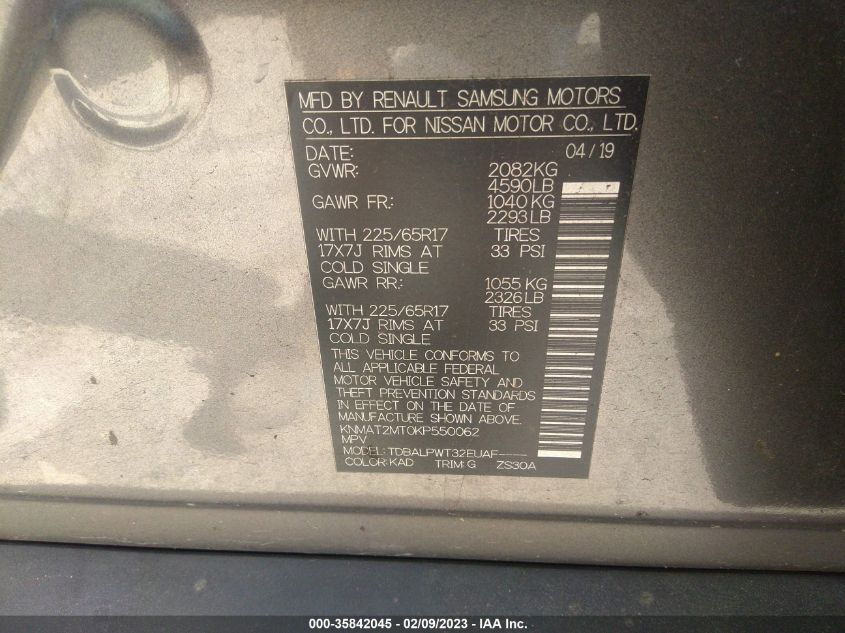 MFD BY RENAULT SAMSUNG MOTORS
CO., LTD. FOR NISSAN MOTOR CO., LTD.
DATE: 04/19
GVWR: 2082KG
4590LB
GAWR FR: 1040 KG
2293 LB
WITH 225/65R17 TIRES
17X7J RIMS AT 33 PSI
COLD SINGLE
GAWR RR: 1055 KG
2326 LB
WITH 225/65R17 TIRES
17X7J RIMS AT 33 PSI
COLD SINGLE
THIS VEHICLE CONFORMS TO
ALL APPLICABLE FEDERAL
MOTOR VEHICLE SAFETY AND
THEFT PREVENTION STANDARDS
IN EFFECT ON THE DATE OF
MANUFACTURE SHOWN ABOVE.
KNMAT2MT0KP550062
MPV
MODEL: TDBALPWT32EUAF----
COLOR: KAD TRIM: G ZS30A
000-35842045 - 02/09/2023 - IAA Inc.